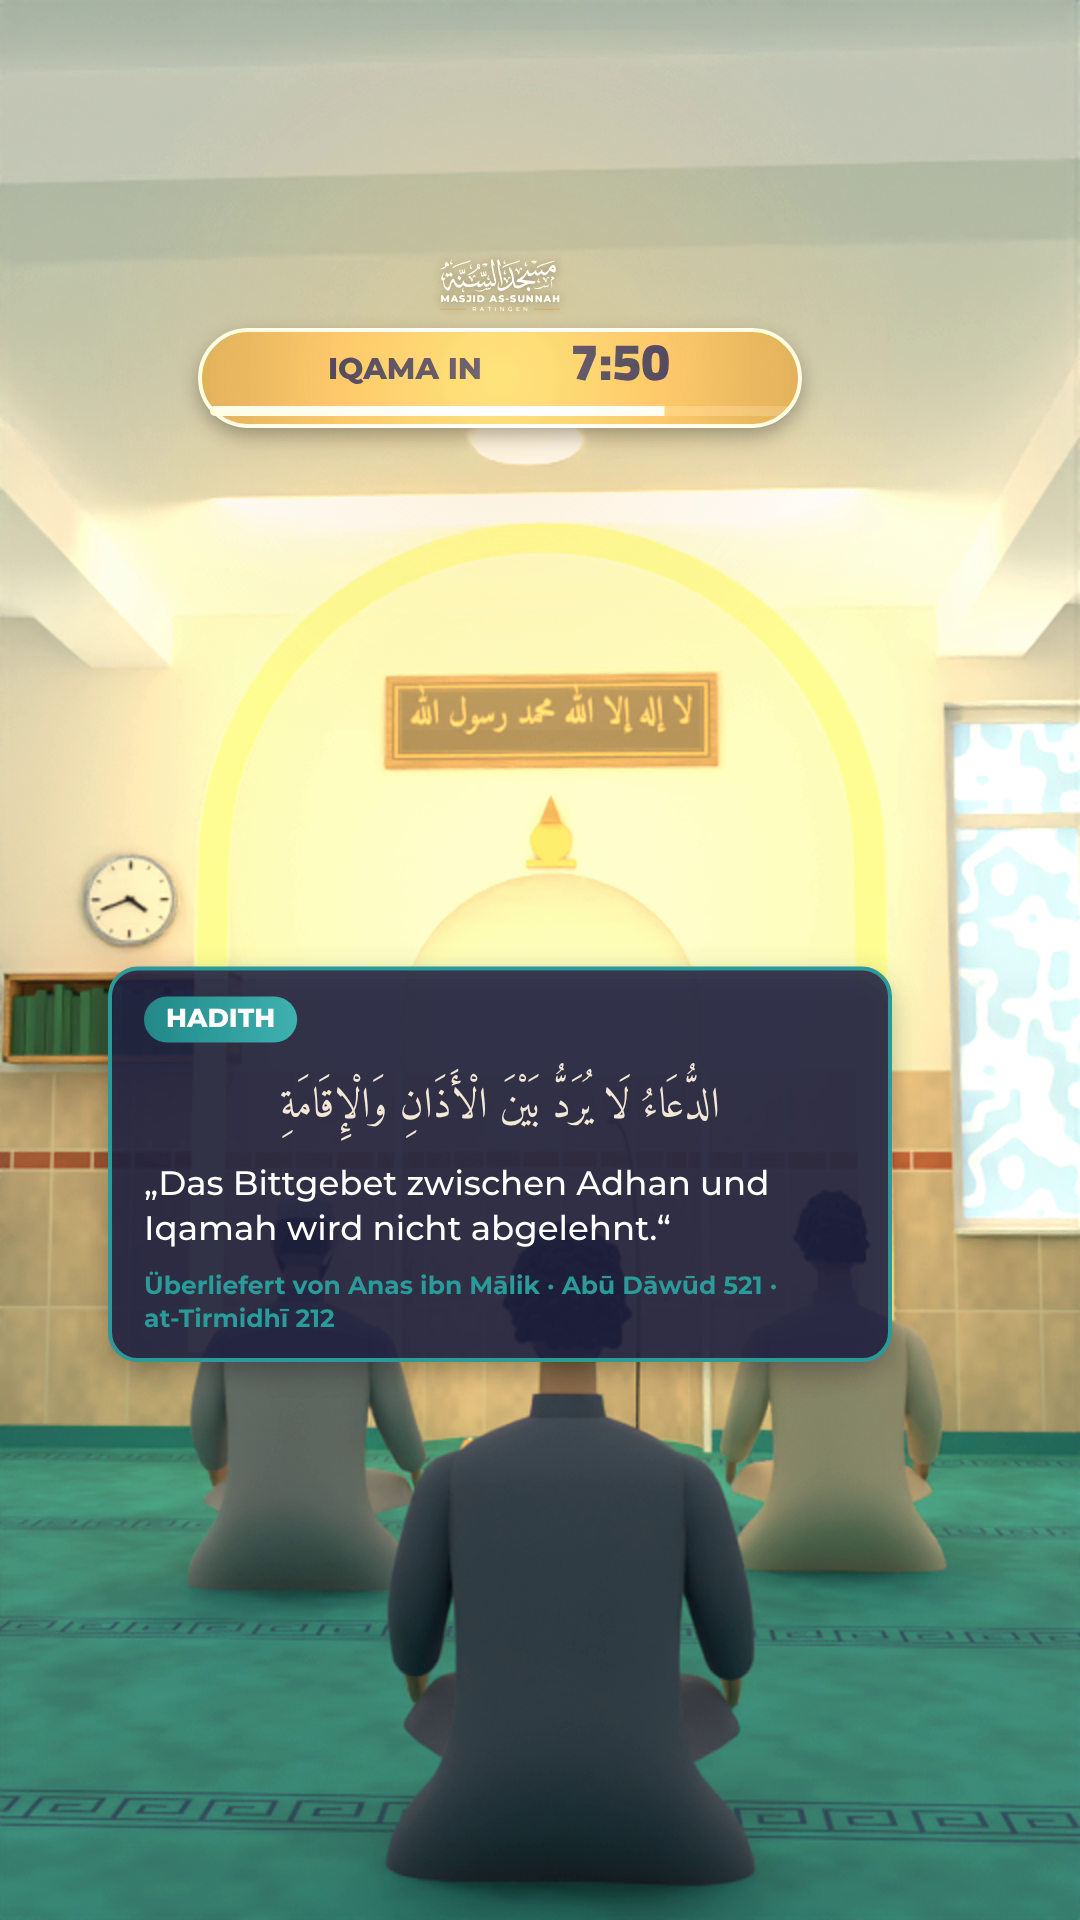 مسجد السنة
MASJID AS-SUNNAH
RATINGEN
IQAMA IN 7:50
لا إله إلا الله محمد رسول الله
HADITH
الدُّعَاءُ لَا يُرَدُّ بَيْنَ الْأَذَانِ وَالْإِقَامَةِ
„Das Bittgebet zwischen Adhan und
Iqamah wird nicht abgelehnt.“
Überliefert von Anas ibn Mālik · Abū Dāwūd 521 ·
at-Tirmidhī 212